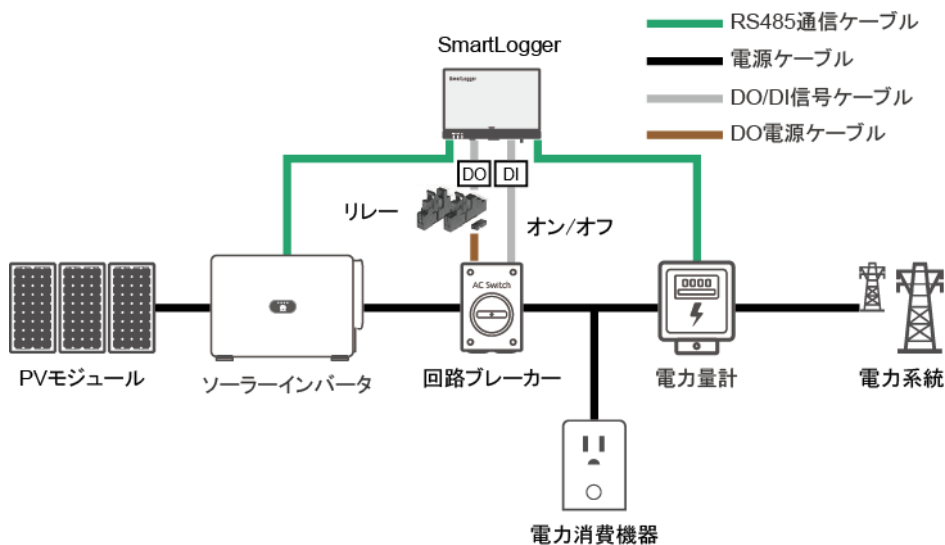 RS485通信ケーブル
SmartLogger
電源ケーブル
DO/DI信号ケーブル
DO電源ケーブル
DO
DI
リレー
オン/オフ
AC Switch
PVモジュール
ソーラーインバータ
回路ブレーカー
電力量計
電力系統
電力消費機器